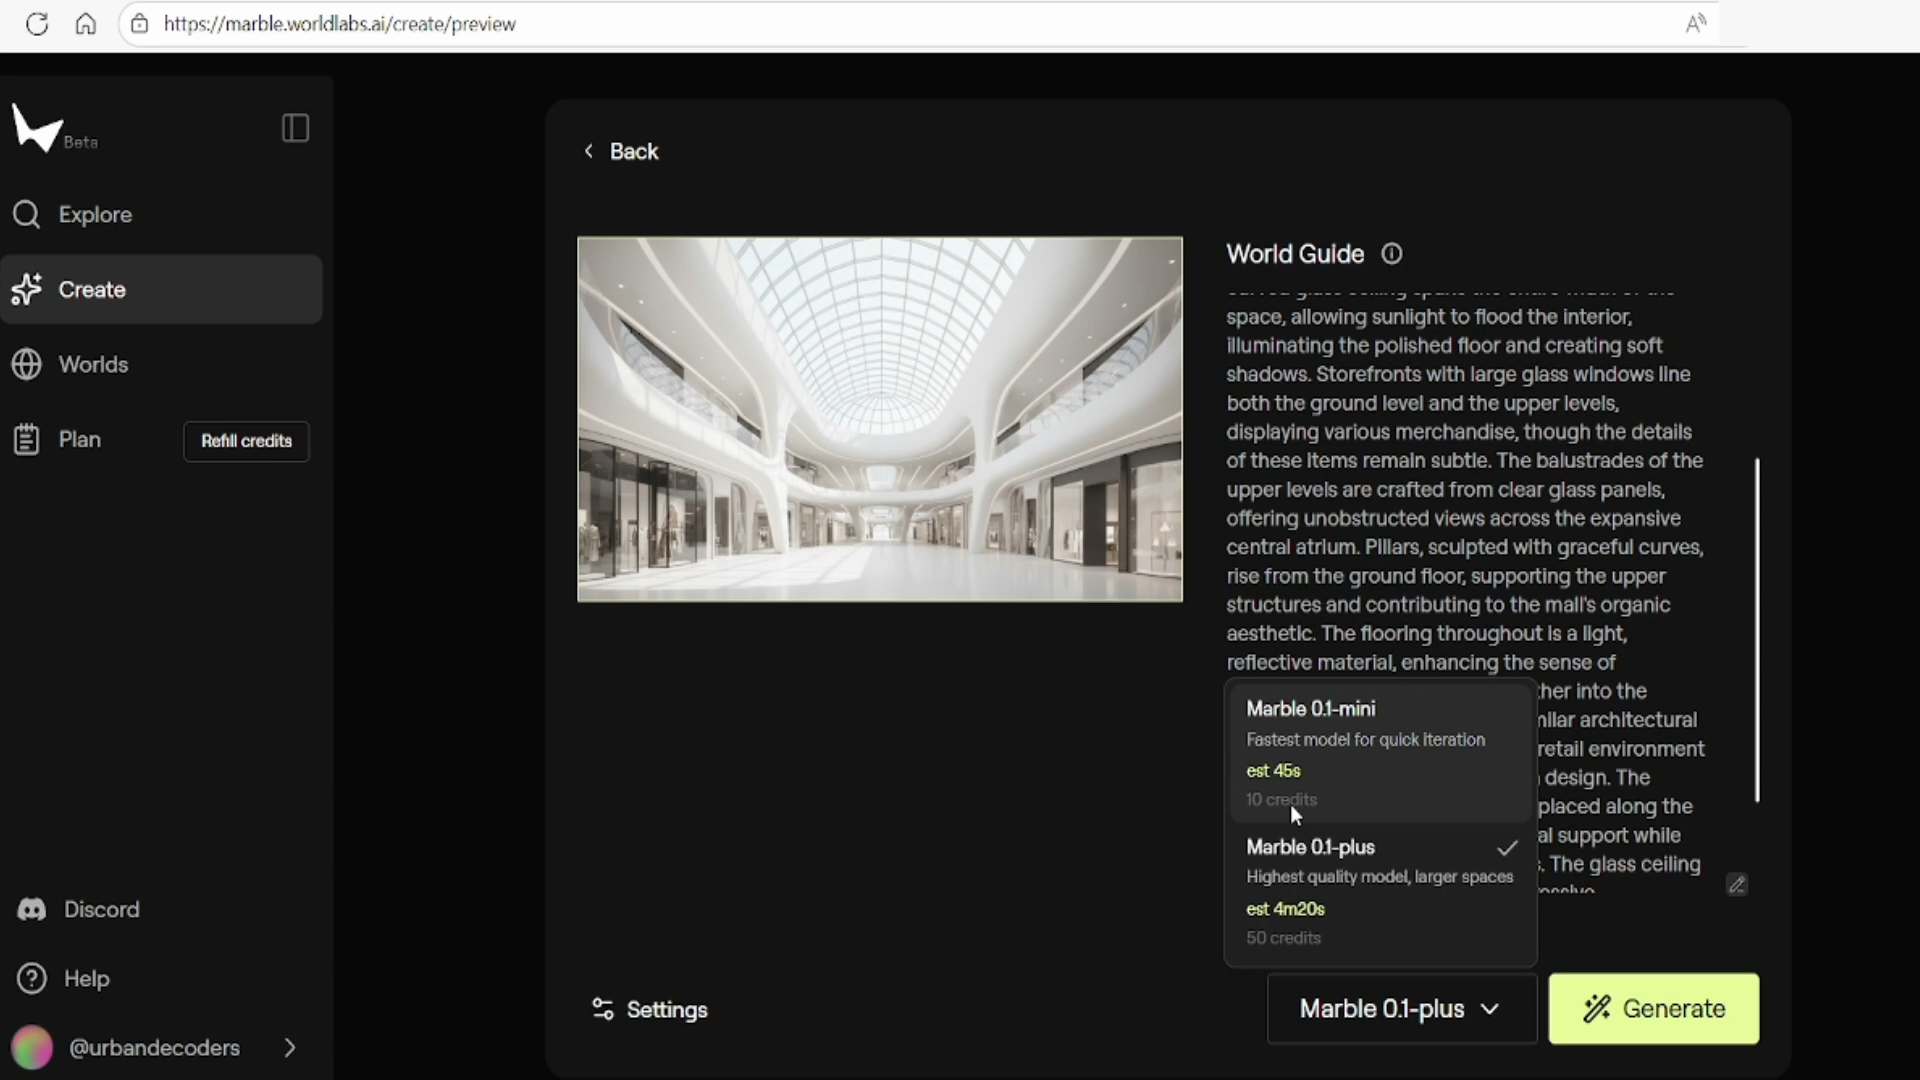 https://marble.worldlabs.ai/create/preview
Beta
Explore
Create
Worlds
Plan
Refill credits
Discord
Help
@urbandecoders
Back
World Guide
space, allowing sunlight to flood the interior,
illuminating the polished floor and creating soft
shadows. Storefronts with large glass windows line
both the ground level and the upper levels,
displaying various merchandise, though the details
of these items remain subtle. The balustrades of the
upper levels are crafted from clear glass panels,
offering unobstructed views across the expansive
central atrium. Pillars, sculpted with graceful curves,
rise from the ground floor, supporting the upper
structures and contributing to the mall's organic
aesthetic. The flooring throughout is a light,
reflective material, enhancing the sense of
ther into the
milar architectural
retail environment
design. The
placed along the
al support while
. The glass ceiling
Marble 0.1-mini
Fastest model for quick iteration
est 45s
10 credits
Marble 0.1-plus
Highest quality model, larger spaces
est 4m20s
50 credits
Settings
Marble 0.1-plus
Generate